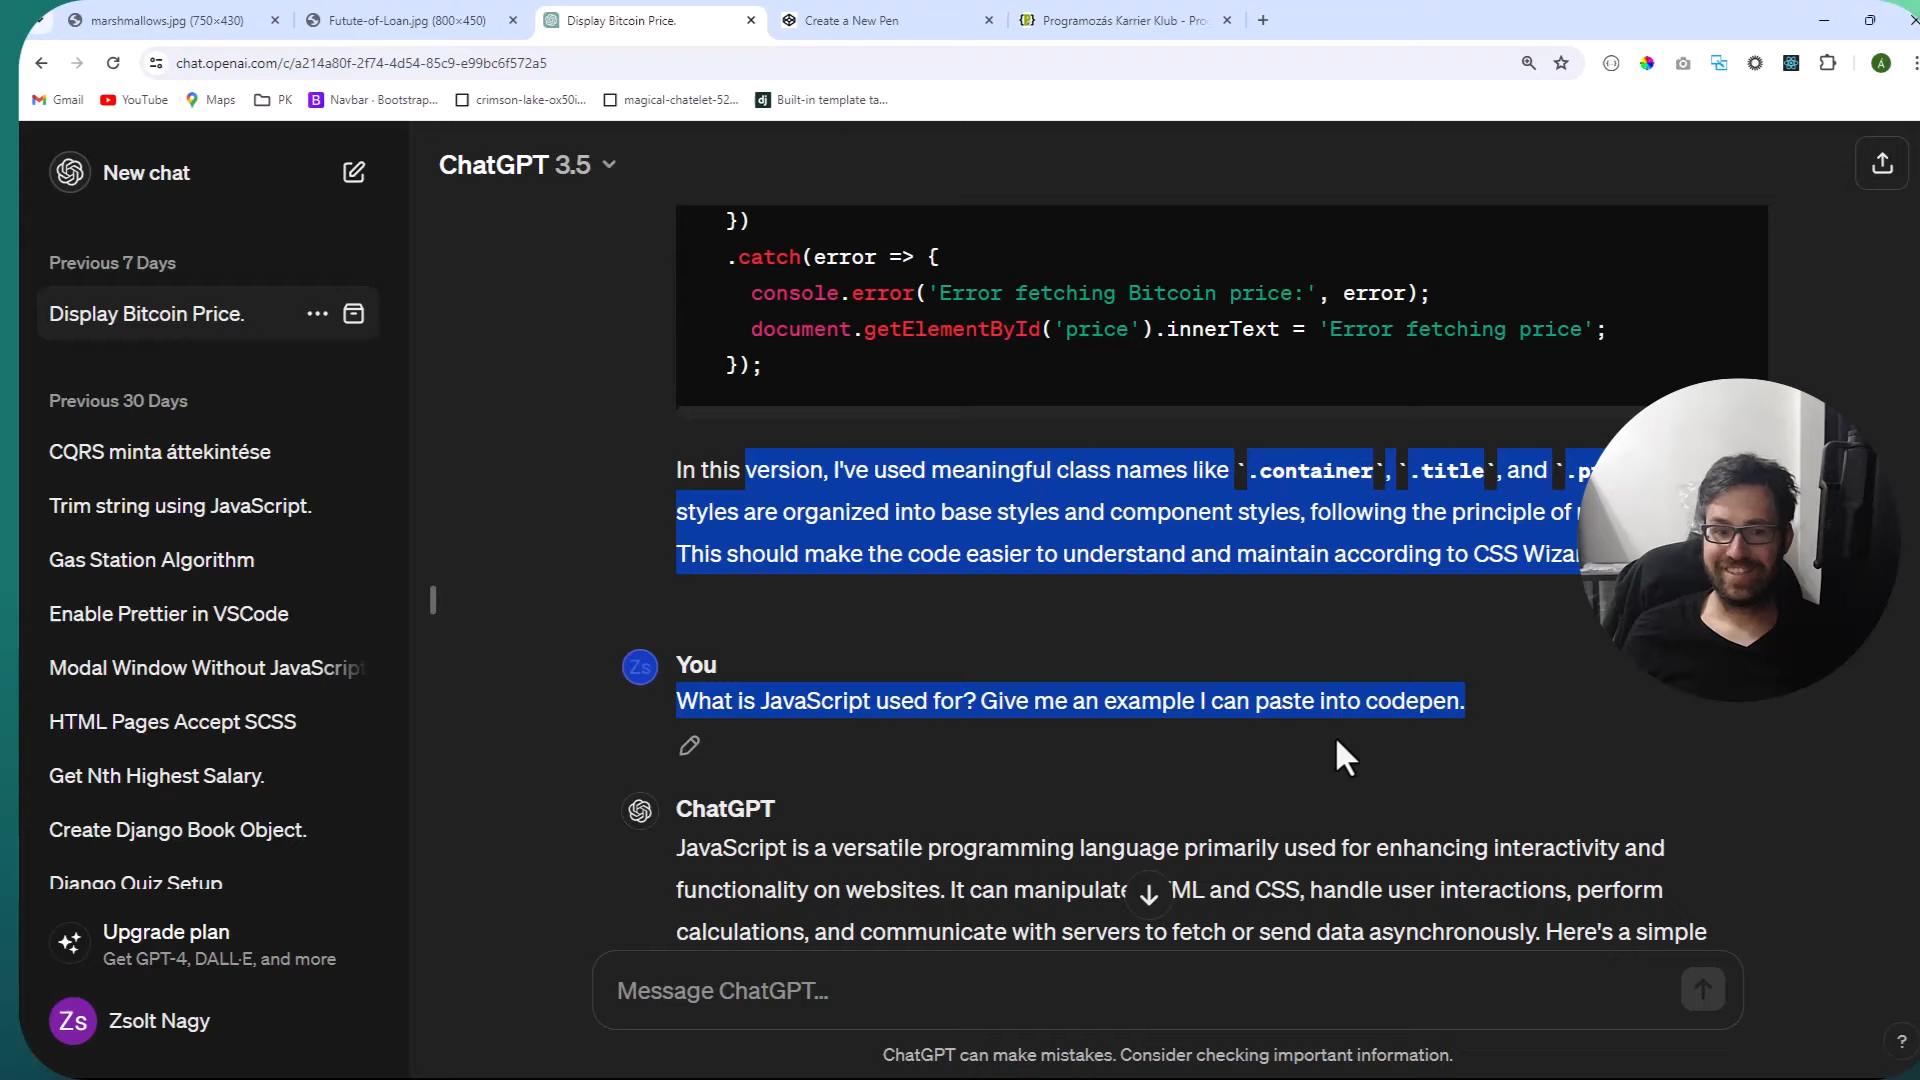 marshmallows.jpg (750×430)
Futute-of-Loan.jpg (800×450)
Display Bitcoin Price.
Create a New Pen
Programozás Karrier Klub - Pro
chat.openai.com/c/a214a80f-2f74-4d54-85c9-e99bc6f572a5
Gmail
YouTube
Maps
PK
Navbar · Bootstrap...
crimson-lake-ox50i...
magical-chatelet-52...
Built-in template ta...
New chat
Previous 7 Days
Display Bitcoin Price.
Previous 30 Days
CQRS minta áttekintése
Trim string using JavaScript.
Gas Station Algorithm
Enable Prettier in VSCode
Modal Window Without JavaScript
HTML Pages Accept SCSS
Get Nth Highest Salary.
Create Django Book Object.
Django Quiz Setup
Upgrade plan
Get GPT-4, DALL·E, and more
Zs
Zsolt Nagy
ChatGPT 3.5
})
.catch(error => {
console.error('Error fetching Bitcoin price:', error);
document.getElementById('price').innerText = 'Error fetching price';
});
In this version, I've used meaningful class names like `.container`, `.title`, and `.p
styles are organized into base styles and component styles, following the principle of
This should make the code easier to understand and maintain according to CSS Wiza
Zs
You
What is JavaScript used for? Give me an example I can paste into codepen.
ChatGPT
JavaScript is a versatile programming language primarily used for enhancing interactivity and
functionality on websites. It can manipulate ML and CSS, handle user interactions, perform
calculations, and communicate with servers to fetch or send data asynchronously. Here's a simple
Message ChatGPT...
ChatGPT can make mistakes. Consider checking important information.
?